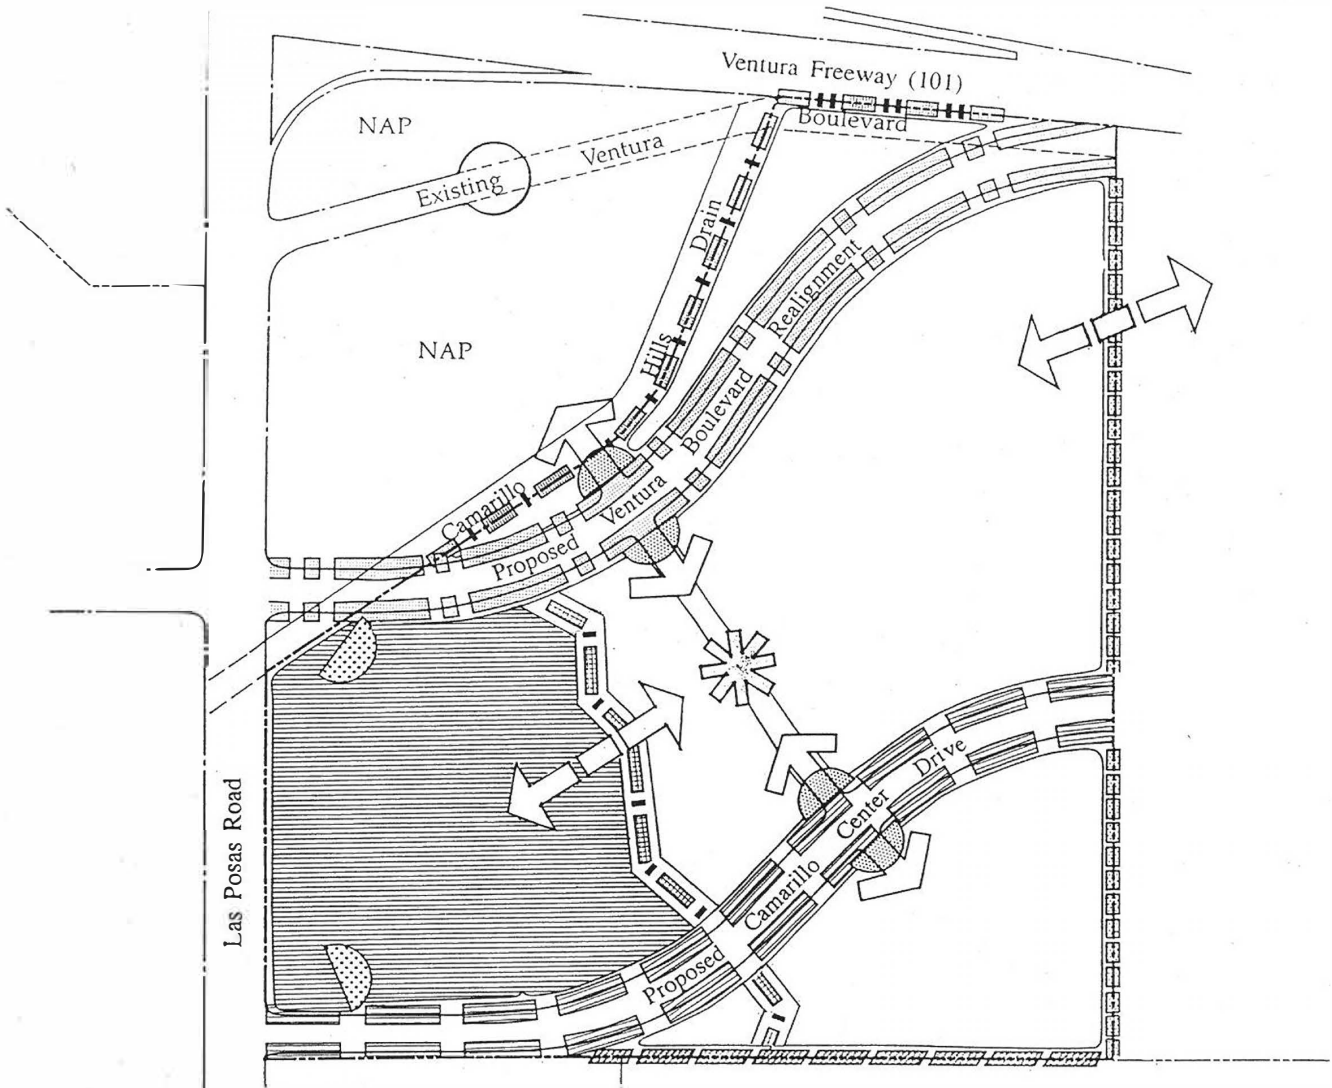 Ventura Freeway (101)
Boulevard
NAP
Ventura
Existing
Drain
Hills
Camarillo
NAP
Realignment
Boulevard
Ventura
Proposed
Las Posas Road
Drive
Center
Camarillo
Proposed